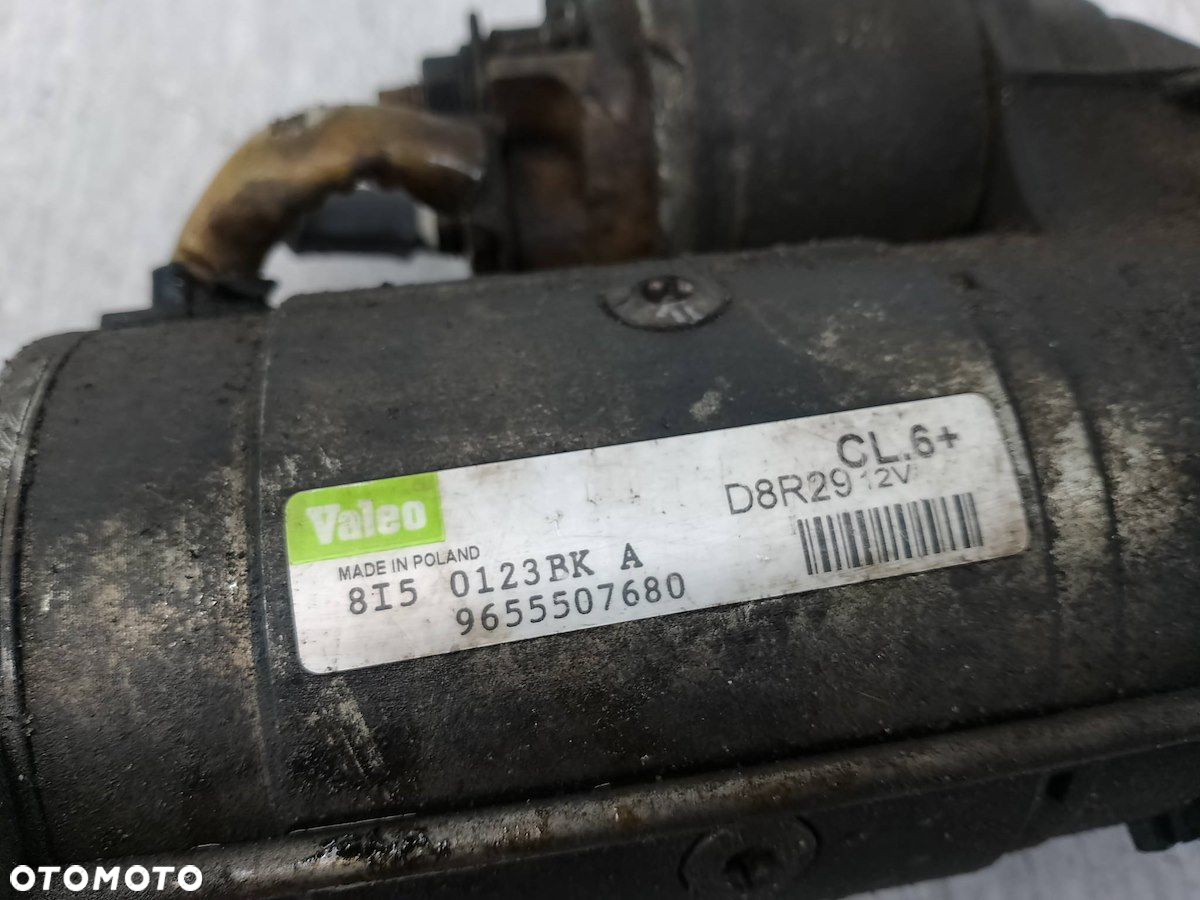 Valeo
CL.6+
D8R29 12V
MADE IN POLAND
8I5 0123BK A
9655507680
OTOMOTO